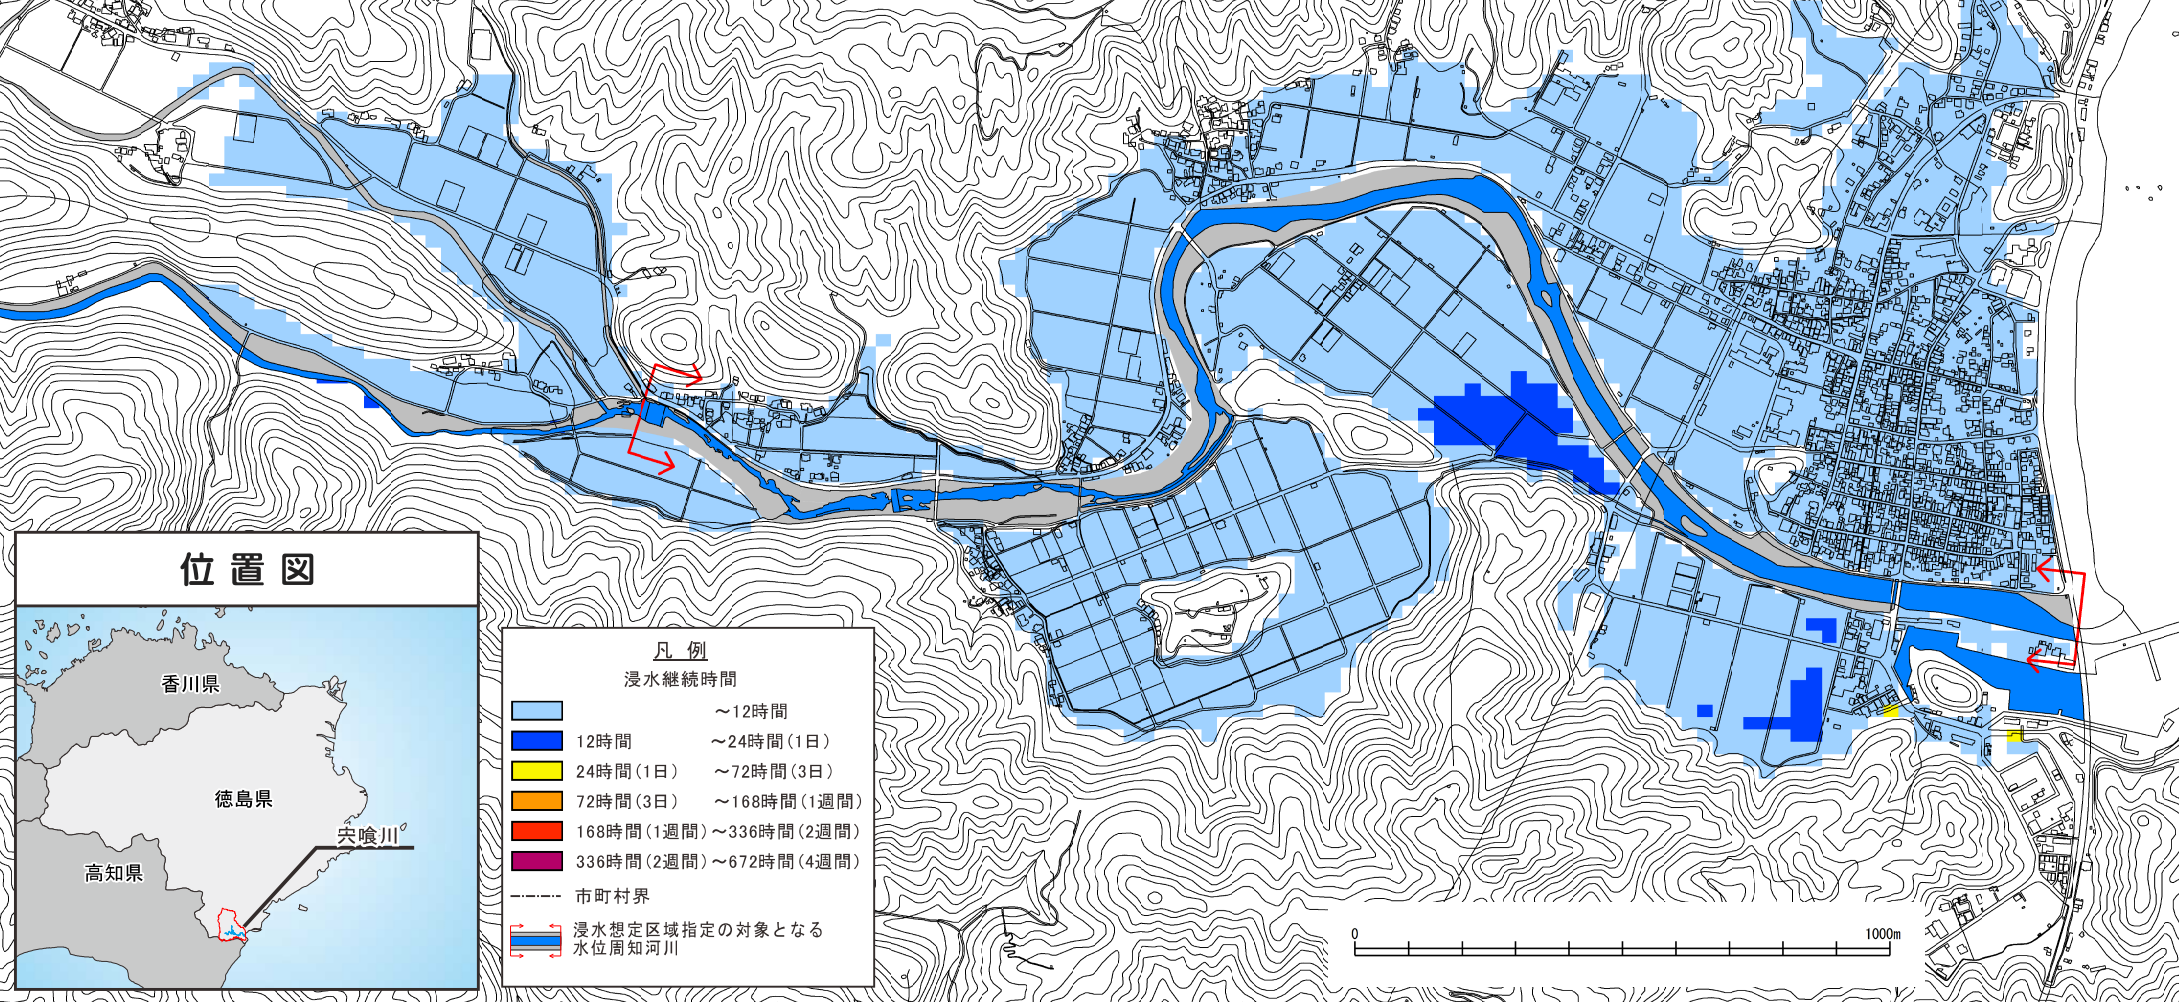 位置図
香川県
徳島県
宍喰川
高知県
凡 例
浸水継続時間
～12時間
12時間 ～24時間(1日)
24時間(1日) ～72時間(3日)
72時間(3日) ～168時間(1週間)
168時間(1週間)～336時間(2週間)
336時間(2週間)～672時間(4週間)
市町村界
浸水想定区域指定の対象となる
水位周知河川
0 1000m